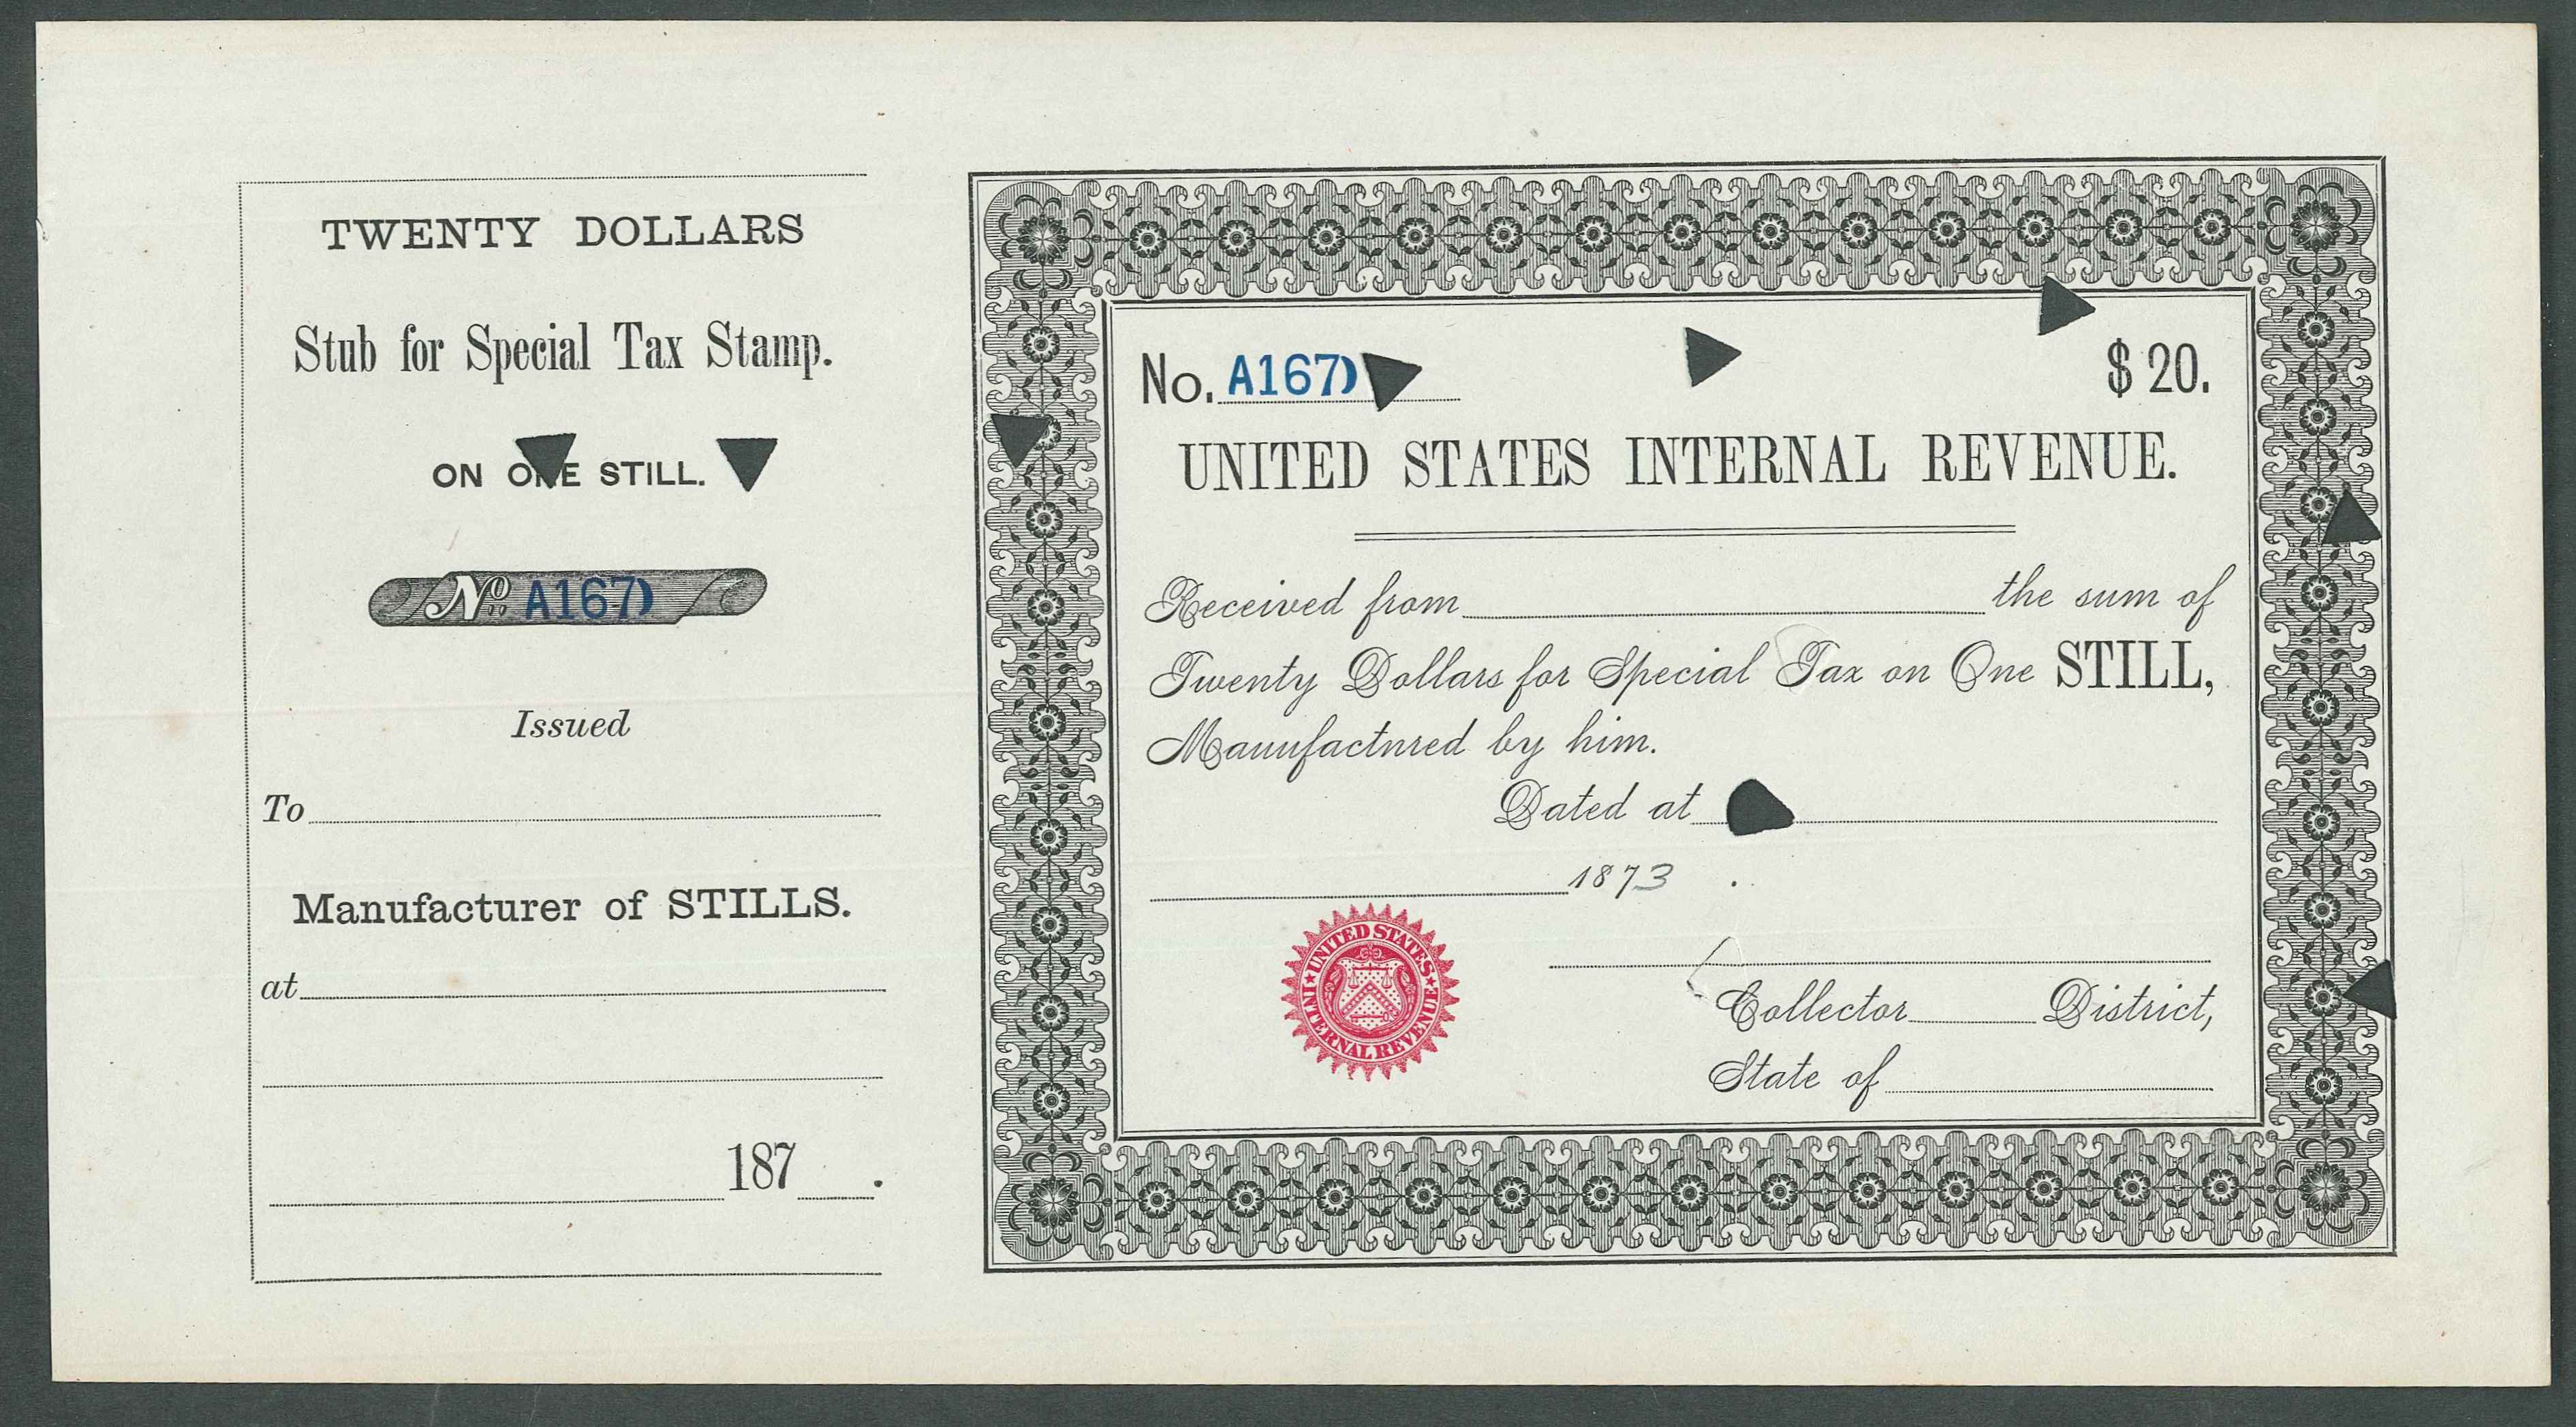 TWENTY DOLLARS
Stub for Special Tax Stamp.
ON ONE STILL.
No. A167)
Issued
To
Manufacturer of STILLS.
at
187 .
No. A167)
$ 20.
UNITED STATES INTERNAL REVENUE.
Received from the sum of
Twenty Dollars for Special Tax on One STILL,
Manufactured by him.
Dated at
1873 .
UNITED STATES INTERNAL REVENUE
Collector District,
State of